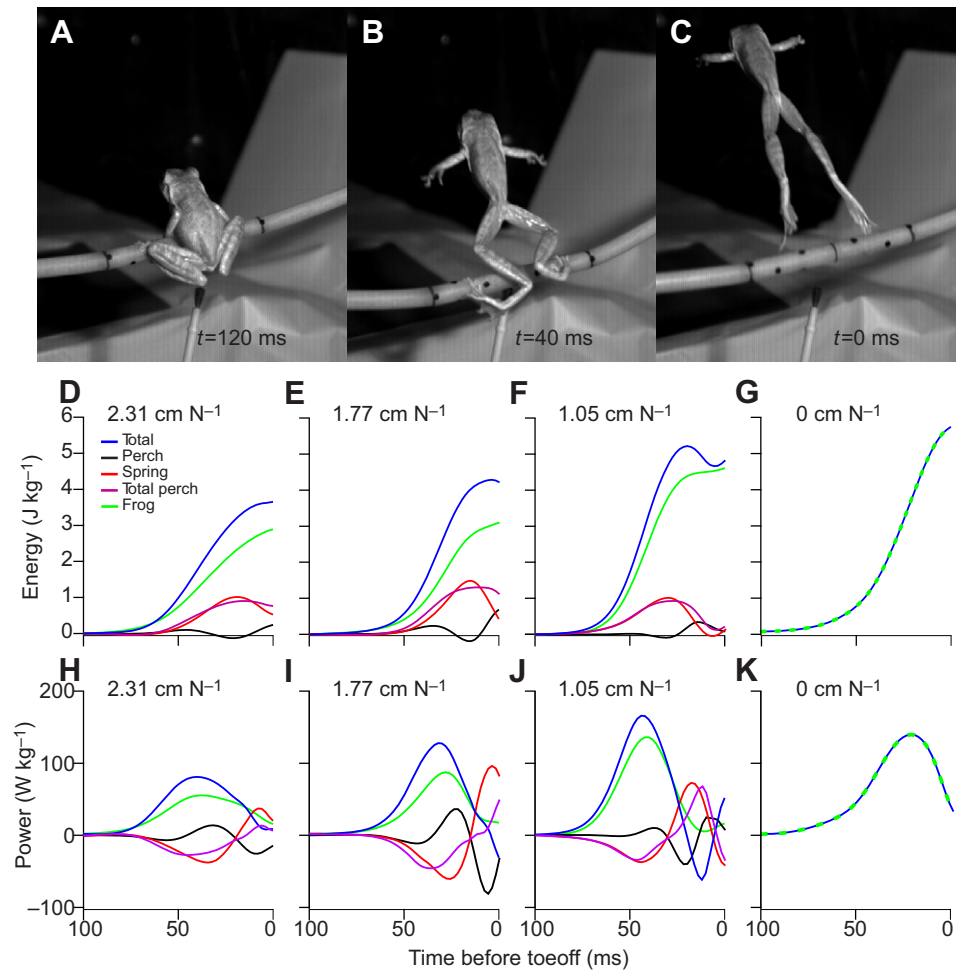 A
B
C
t=120 ms
t=40 ms
t=0 ms
D
E
F
G
2.31 cm N⁻¹
1.77 cm N⁻¹
1.05 cm N⁻¹
0 cm N⁻¹
6
5
4
3
2
1
0
Energy (J kg⁻¹)
Total
Perch
Spring
Total perch
Frog
H
I
J
K
2.31 cm N⁻¹
1.77 cm N⁻¹
1.05 cm N⁻¹
0 cm N⁻¹
200
100
0
−100
Power (W kg⁻¹)
100
50
0
100
50
0
100
50
0
100
50
0
Time before toeoff (ms)